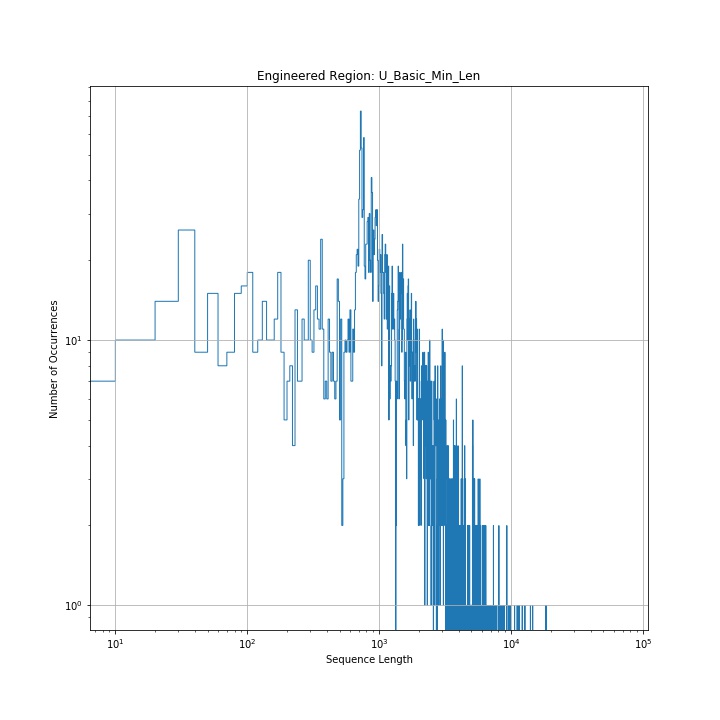 Engineered Region: U_Basic_Min_Len
Number of Occurrences
10¹
10⁰
10¹
10²
10³
10⁴
10⁵
Sequence Length